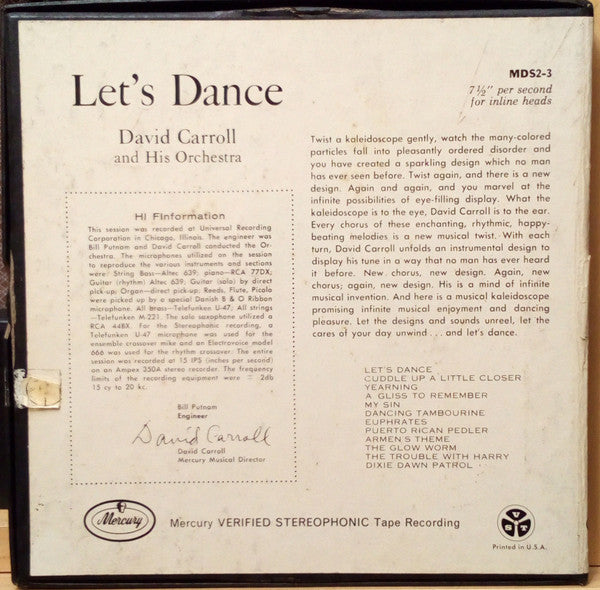 MDS2-3
7½" per second
for inline heads
Let's Dance
David Carroll
and His Orchestra
HI FInformation
This session was recorded at Universal Recording
Corporation in Chicago, Illinois. The engineer was
Bill Putnam and David Carroll conducted the Or-
chestra. The microphones utilized on the session
to reproduce the various instruments and sections
were: String Bass—Altec 639; piano—RCA 77DX;
Guitar (rhythm) Altec 639; Guitar (solo) by direct
pick-up; Organ—direct pick-up. Reeds, Flute, Picolo
were picked up by a special Danish B & O Ribbon
microphone. All brass—Telefunken U-47; All strings
—Telefunken M-221. The solo saxophone utilized a
RCA 44BX. For the Stereophonic recording, a
Telefunken U-47 microphone was used for the
ensemble crossover mike and an Electrovoice model
666 was used for the rhythm crossover. The entire
session was recorded at 15 IPS (inches per second)
on an Ampex 350A stereo recorder. The frequency
limits of the recording equipment were ± 2db
15 cy to 20 kc.
Bill Putnam
Engineer
David Carroll
David Carroll
Mercury Musical Director
Twist a kaleidoscope gently, watch the many-colored
particles fall into pleasantly ordered disorder and
you have created a sparkling design which no man
has ever seen before. Twist again, and there is a new
design. Again and again, and you marvel at the
infinite possibilities of eye-filling display. What the
kaleidoscope is to the eye, David Carroll is to the ear.
Every chorus of these enchanting, rhythmic, happy-
beating melodies is a new musical twist. With each
turn, David Carroll unfolds an instrumental design to
display his tune in a way that no man has ever heard
it before. New chorus, new design. Again, new
chorus; again, new design. His is a mind of infinite
musical invention. And here is a musical kaleidoscope
promising infinite musical enjoyment and dancing
pleasure. Let the designs and sounds unreel, let the
cares of your day unwind . . . and let's dance.
LET'S DANCE
CUDDLE UP A LITTLE CLOSER
YEARNING
A GLISS TO REMEMBER
MY SIN
DANCING TAMBOURINE
EUPHRATES
PUERTO RICAN PEDLER
ARMEN'S THEME
THE GLOW WORM
THE TROUBLE WITH HARRY
DIXIE DAWN PATROL
Mercury
Mercury VERIFIED STEREOPHONIC Tape Recording
VST
Printed in U.S.A.